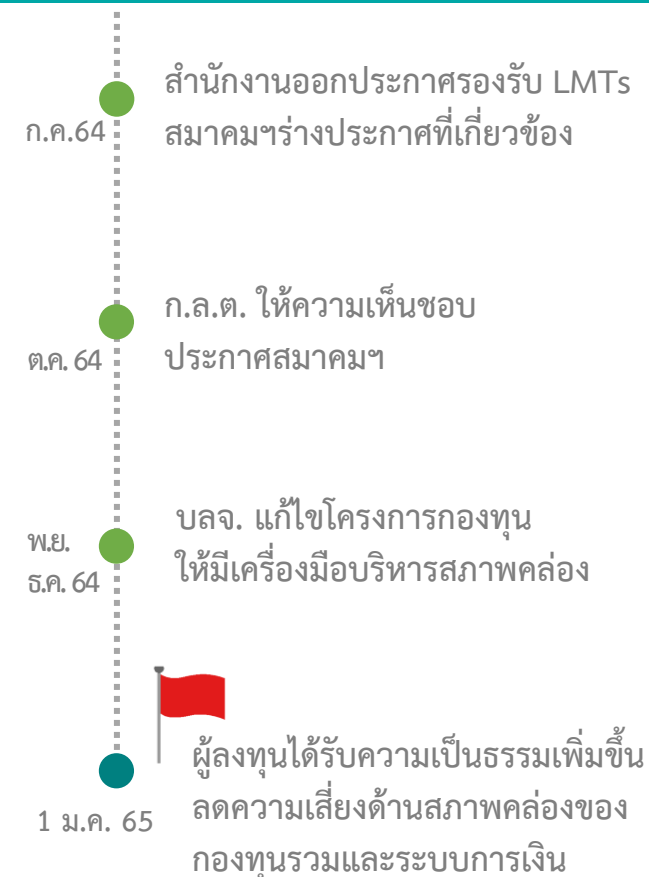 สำนักงานออกประกาศรองรับ LMTs
ก.ค.64
สมาคมฯร่างประกาศที่เกี่ยวข้อง
ก.ล.ต. ให้ความเห็นชอบ
ต.ค. 64
ประกาศสมาคมฯ
บลจ. แก้ไขโครงการกองทุน
พ.ย.
ธ.ค. 64
ให้มีเครื่องมือบริหารสภาพคล่อง
ผู้ลงทุนได้รับความเป็นธรรมเพิ่มขึ้น
1 ม.ค. 65
ลดความเสี่ยงด้านสภาพคล่องของ
กองทุนรวมและระบบการเงิน